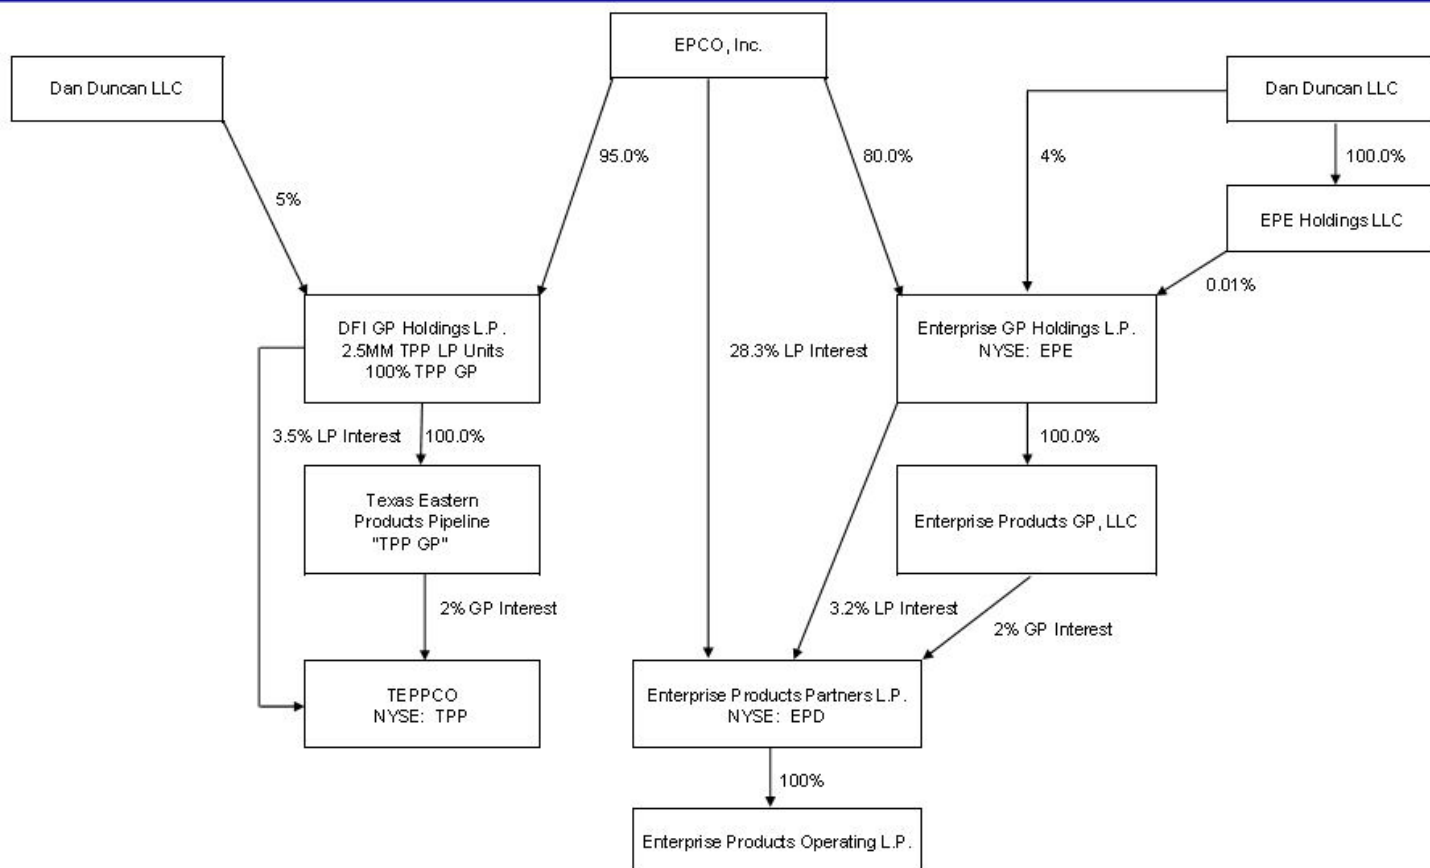 EPCO, Inc.
Dan Duncan LLC
Dan Duncan LLC
95.0%
80.0%
4%
100.0%
5%
EPE Holdings LLC
0.01%
DFI GP Holdings L.P.
2.5MM TPP LP Units
100% TPP GP
Enterprise GP Holdings L.P.
NYSE: EPE
28.3% LP Interest
3.5% LP Interest
100.0%
100.0%
Texas Eastern
Products Pipeline
"TPP GP"
Enterprise Products GP, LLC
2% GP Interest
3.2% LP Interest
2% GP Interest
TEPPCO
NYSE: TPP
Enterprise Products Partners L.P.
NYSE: EPD
100%
Enterprise Products Operating L.P.